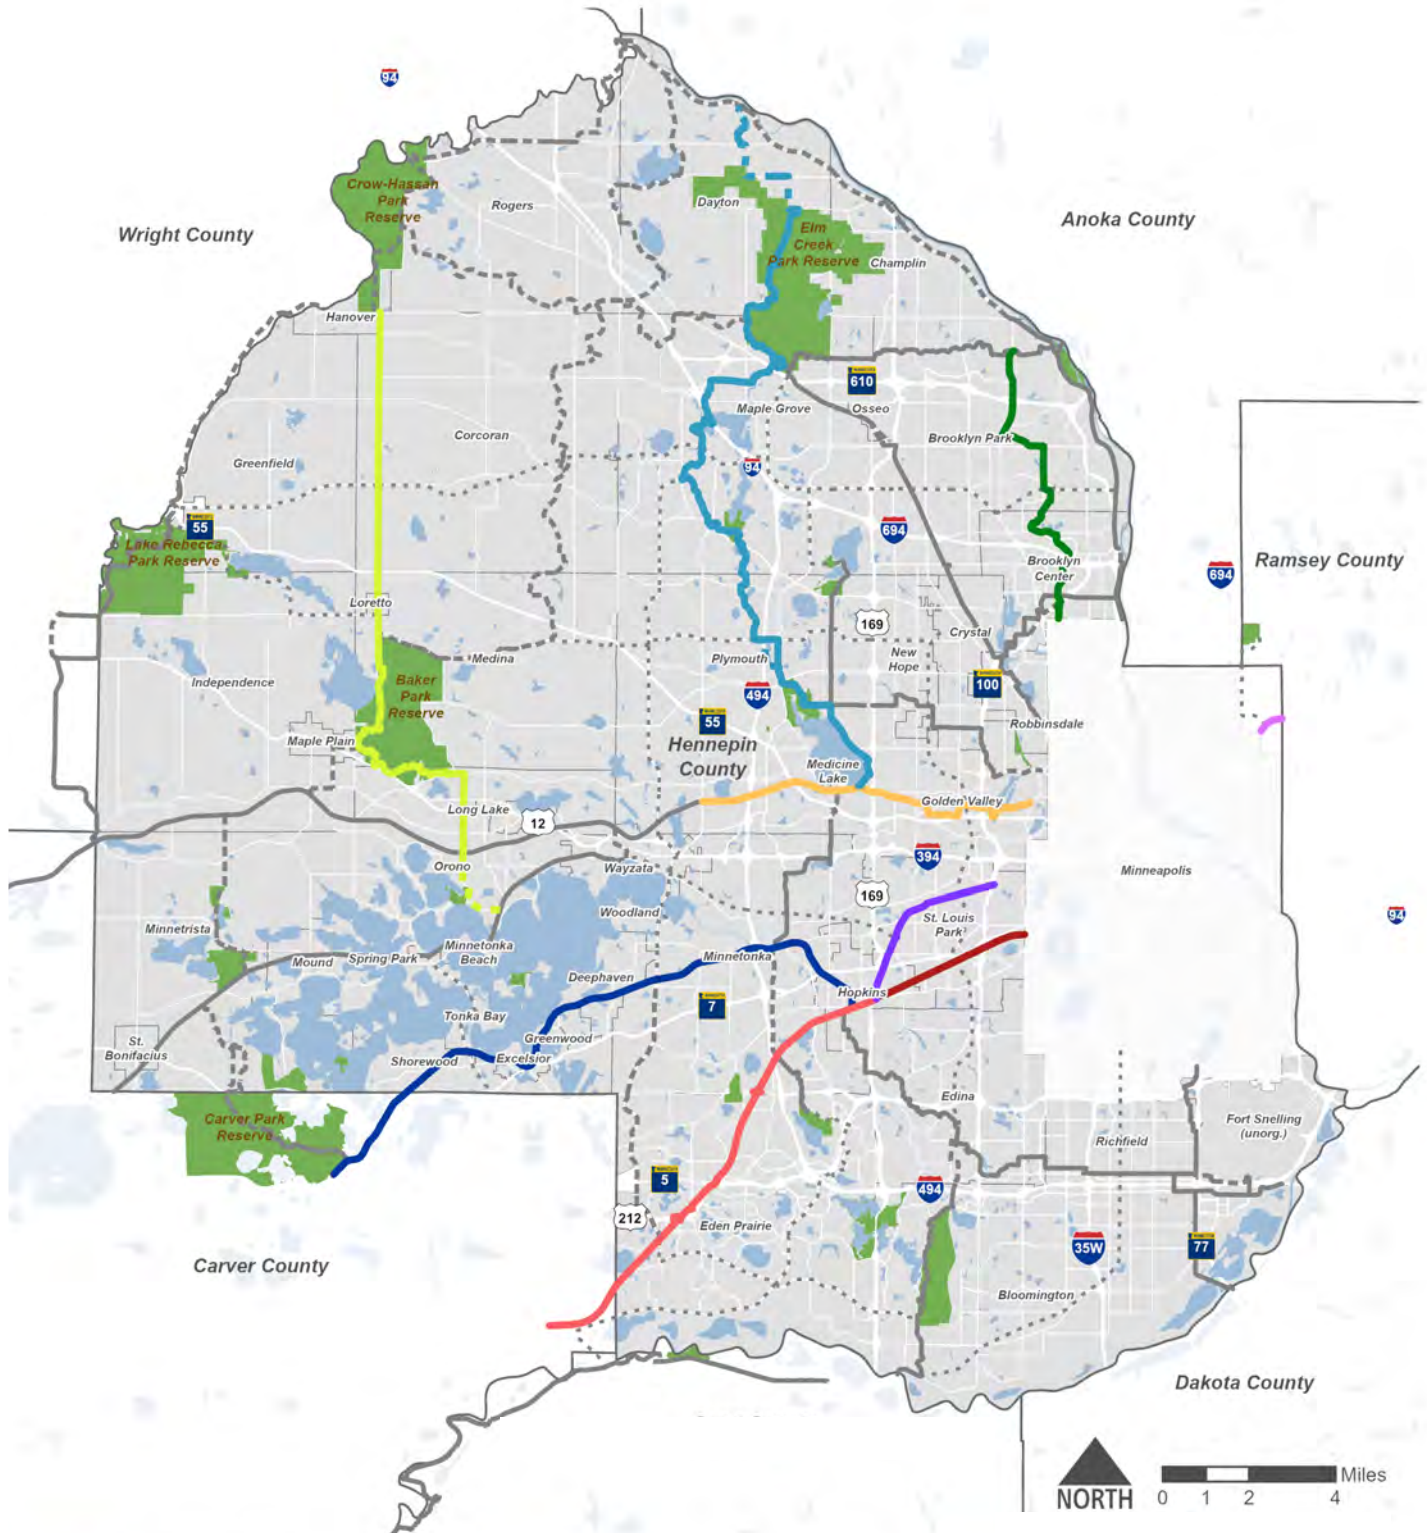 94
Crow-Hassan
Park
Reserve
Rogers
Dayton
Wright County
Anoka County
Elm
Creek
Park Reserve
Champlin
Hanover
610
Maple Grove
Osseo
Corcoran
Brooklyn Park
Greenfield
94
55
694
Lake Rebecca
Park Reserve
Brooklyn
Center
694
Ramsey County
Loretto
169
Crystal
Medina
Plymouth
New
Hope
Independence
Baker
Park
Reserve
494
100
55
Robbinsdale
Maple Plain
Hennepin
County
Medicine
Lake
Long Lake
Golden Valley
12
394
Orono
Wayzata
Minneapolis
169
Woodland
St. Louis
Park
94
Minnetrista
Minnetonka
Beach
Mound
Spring Park
Minnetonka
Deephaven
Hopkins
7
Tonka Bay
St.
Bonifacius
Greenwood
Shorewood
Excelsior
Edina
Carver Park
Reserve
Fort Snelling
(unorg.)
Richfield
5
494
212
Eden Prairie
35W
77
Carver County
Bloomington
Dakota County
NORTH
Miles
0 1 2 4